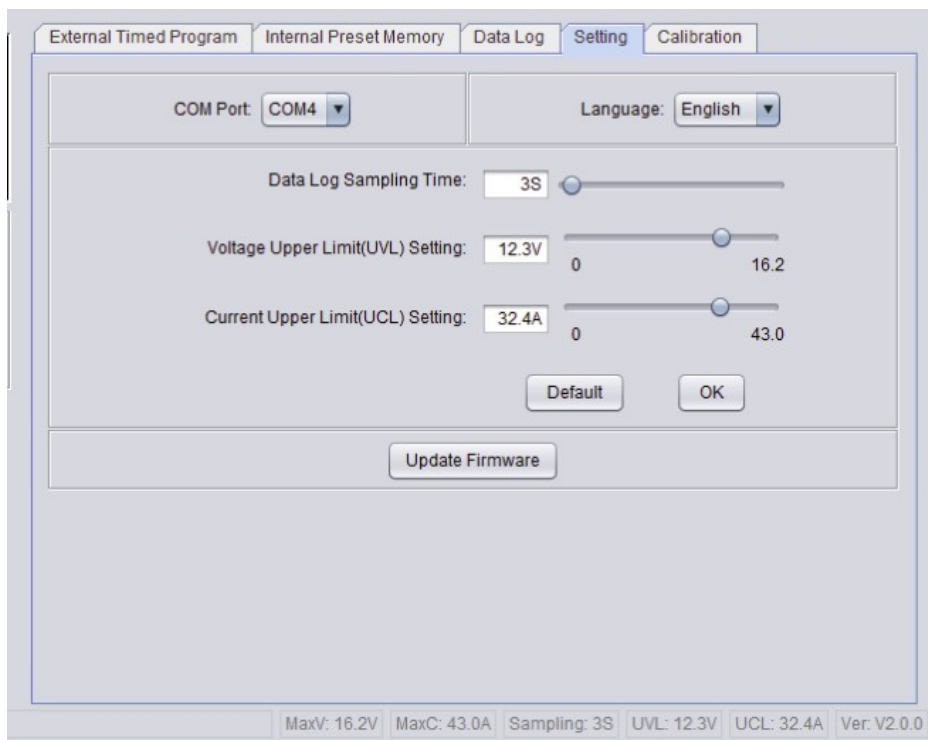 External Timed Program Internal Preset Memory Data Log Setting Calibration
COM Port: COM4 Language: English
Data Log Sampling Time: 3S
Voltage Upper Limit(UVL) Setting: 12.3V
0 16.2
Current Upper Limit(UCL) Setting: 32.4A
0 43.0
Default OK
Update Firmware
MaxV: 16.2V MaxC: 43.0A Sampling: 3S UVL: 12.3V UCL: 32.4A Ver: V2.0.0